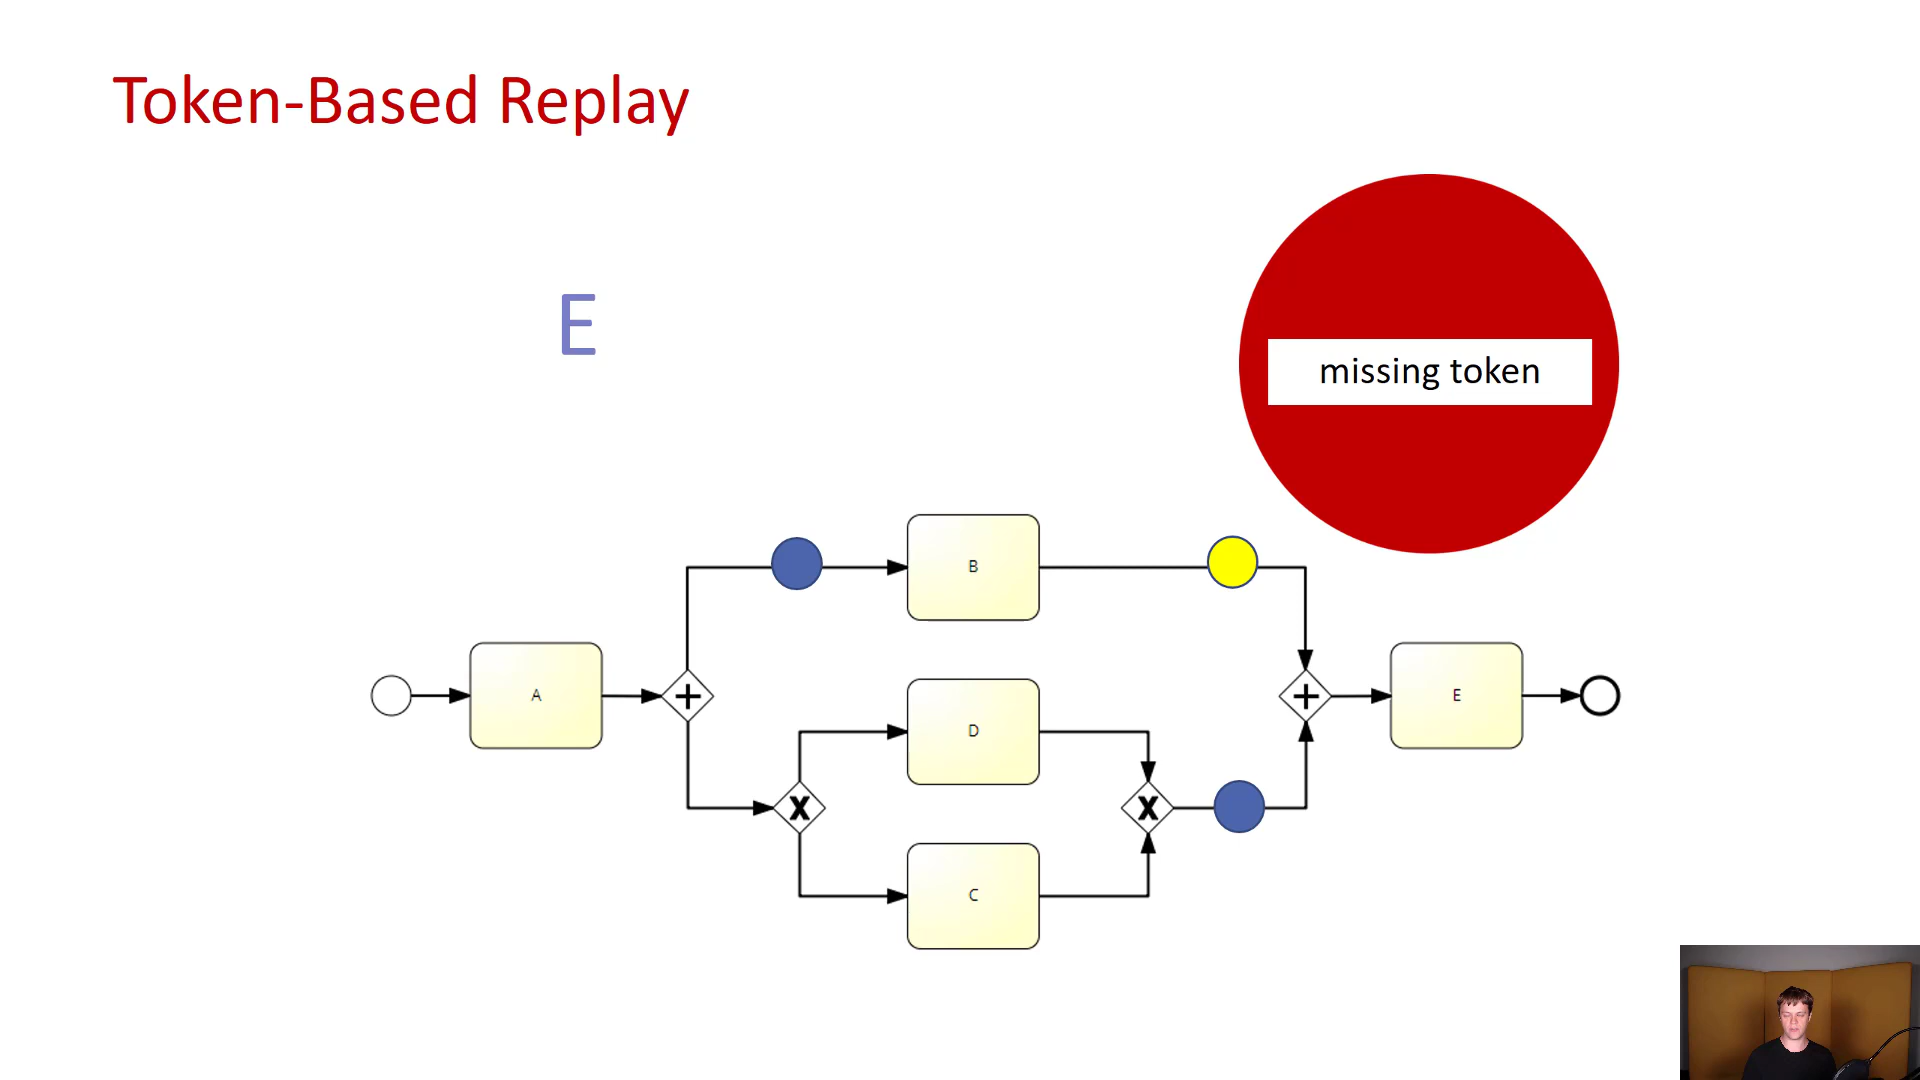 Token-Based Replay
E
missing token
B
A
+
D
+
E
X
X
C